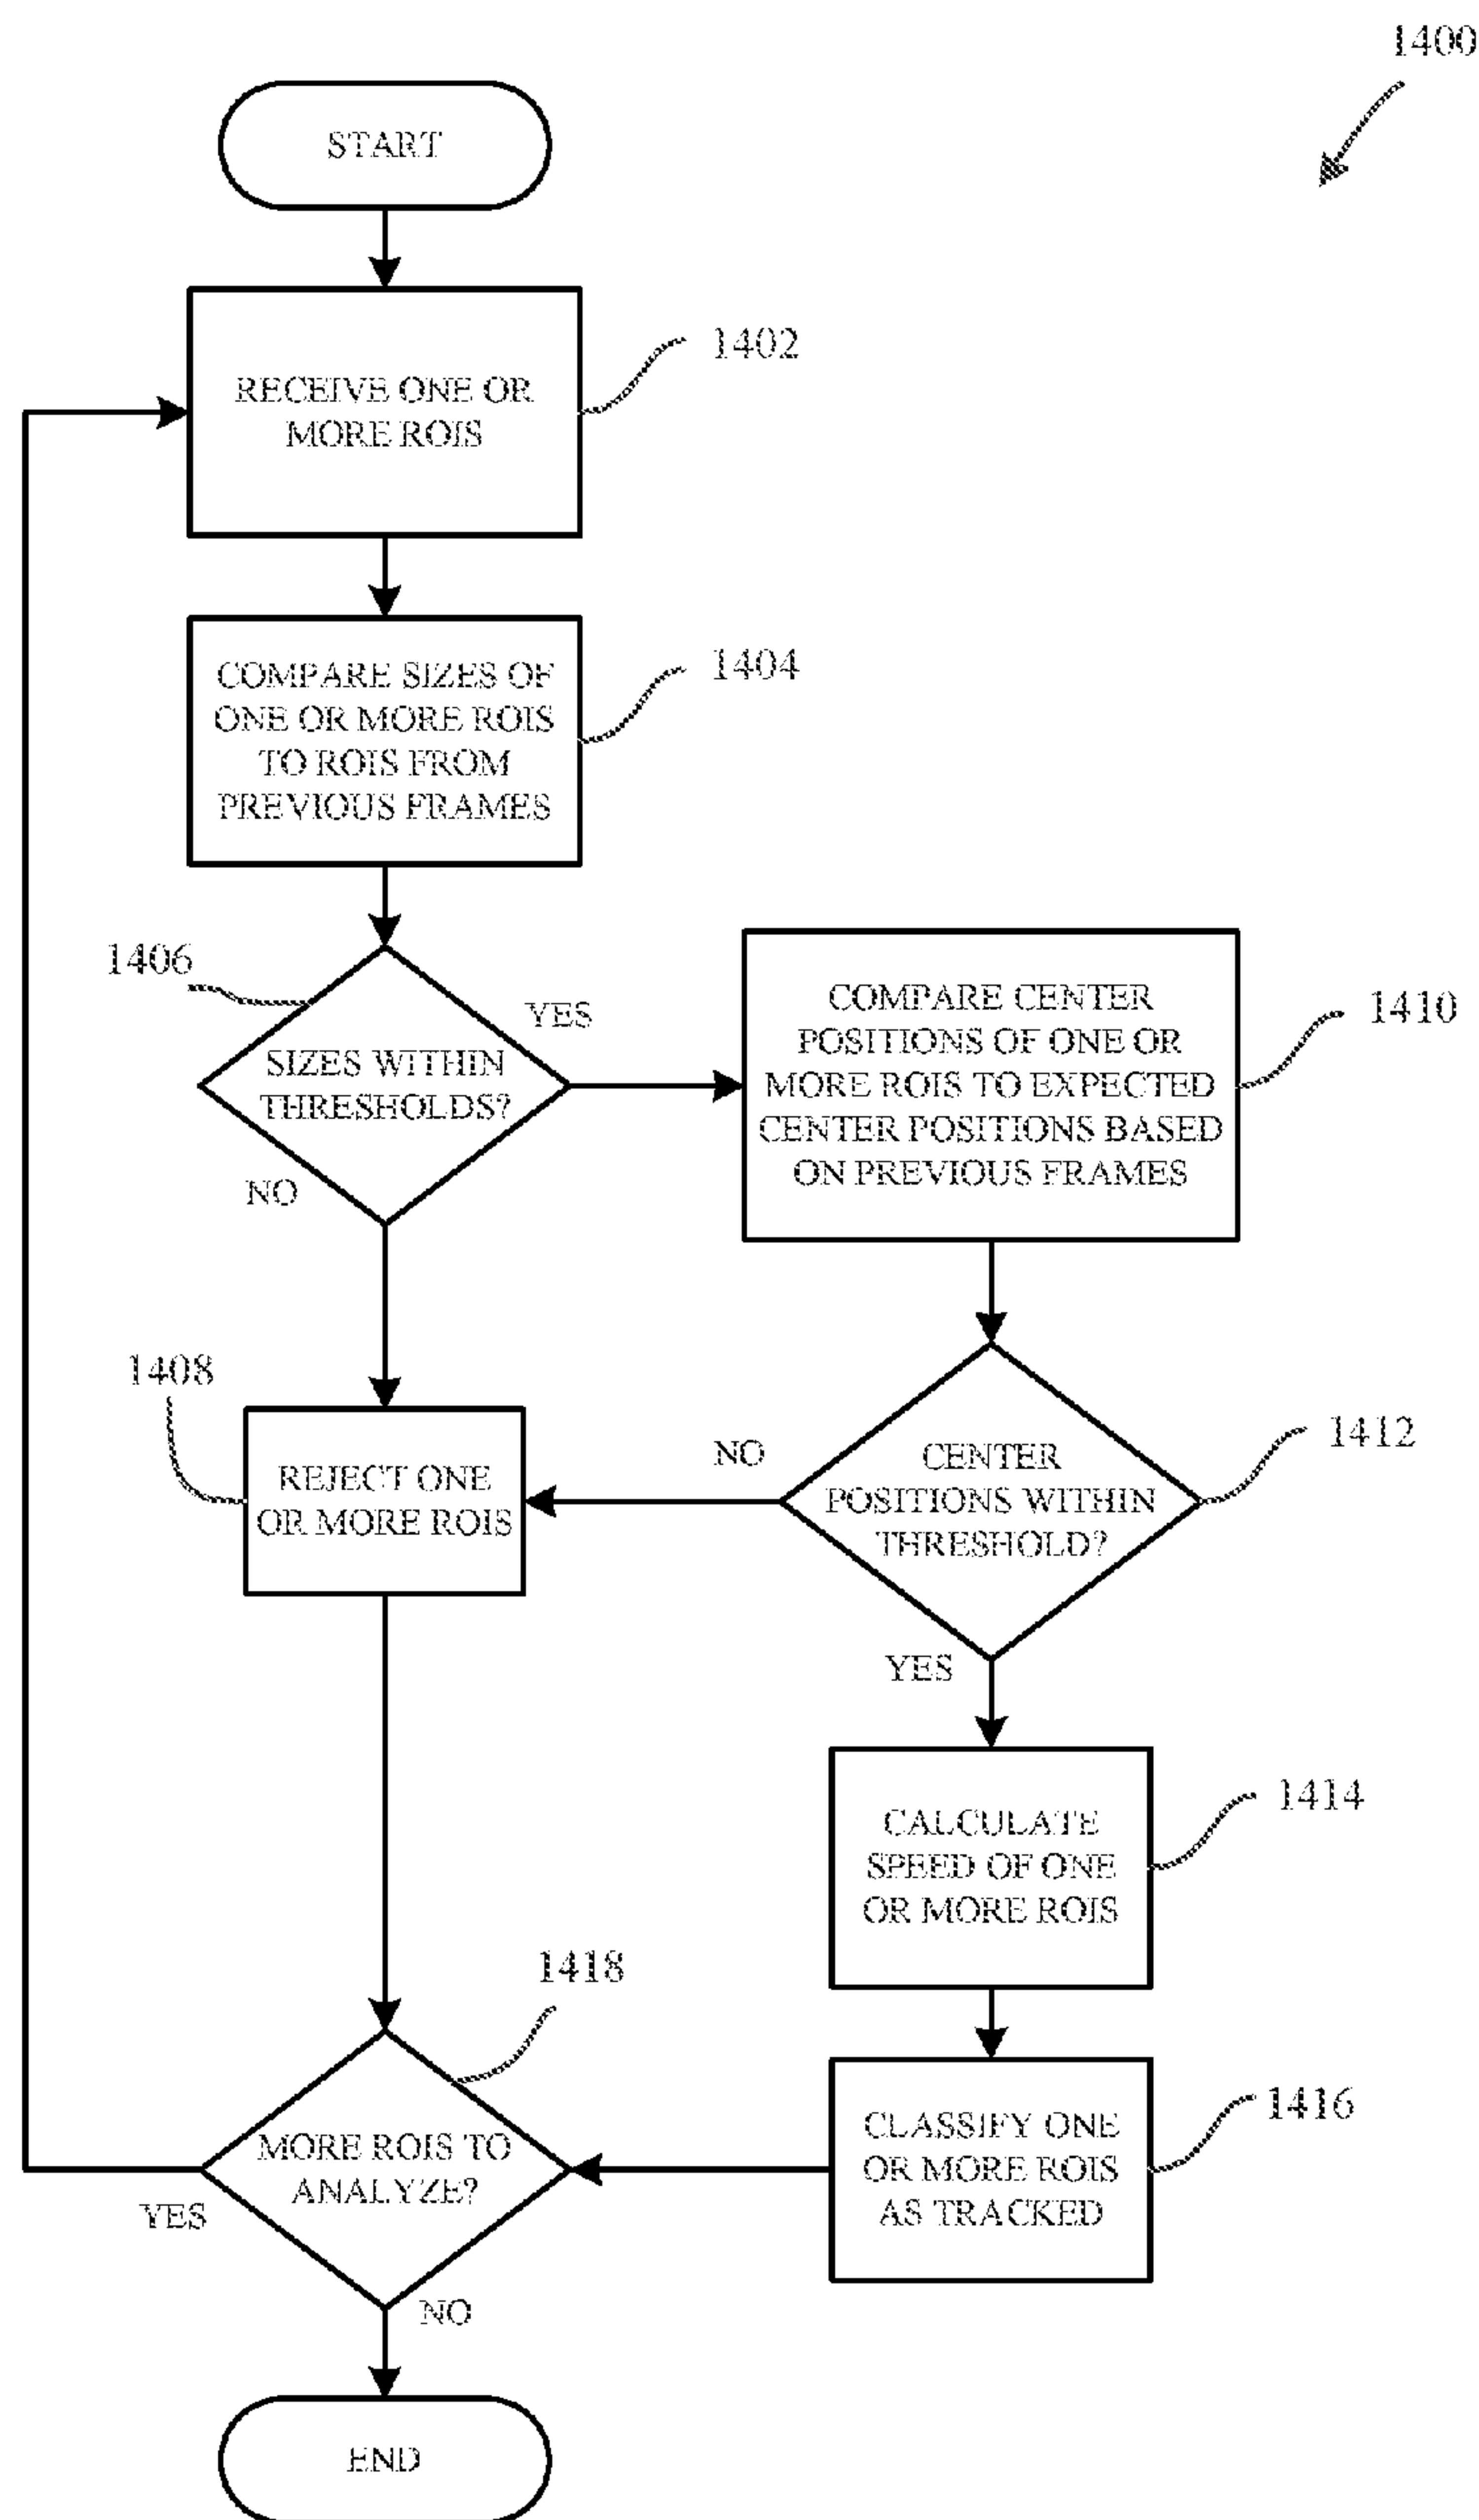 1400
START
RECEIVE ONE OR
MORE ROIS
1402
COMPARE SIZES OF
ONE OR MORE ROIS
TO ROIS FROM
PREVIOUS FRAMES
1404
1406
SIZES WITHIN
THRESHOLDS?
YES
NO
COMPARE CENTER
POSITIONS OF ONE OR
MORE ROIS TO EXPECTED
CENTER POSITIONS BASED
ON PREVIOUS FRAMES
1410
1408
REJECT ONE
OR MORE ROIS
NO
CENTER
POSITIONS WITHIN
THRESHOLD?
1412
YES
CALCULATE
SPEED OF ONE
OR MORE ROIS
1414
1418
MORE ROIS TO
ANALYZE?
YES
NO
CLASSIFY ONE
OR MORE ROIS
AS TRACKED
1416
END